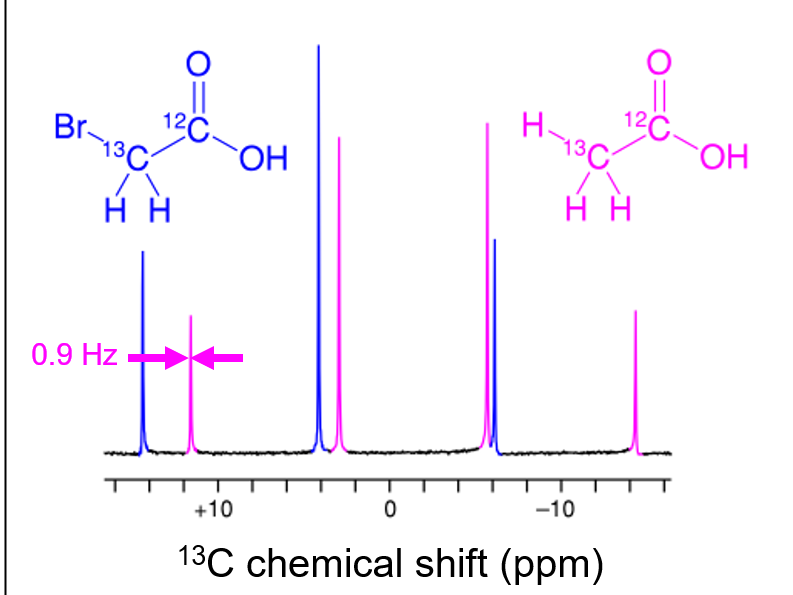 O
O
Br
¹³C
¹²C
OH
H H
H
¹³C
¹²C
OH
H H
0.9 Hz
+10
0
−10
¹³C chemical shift (ppm)